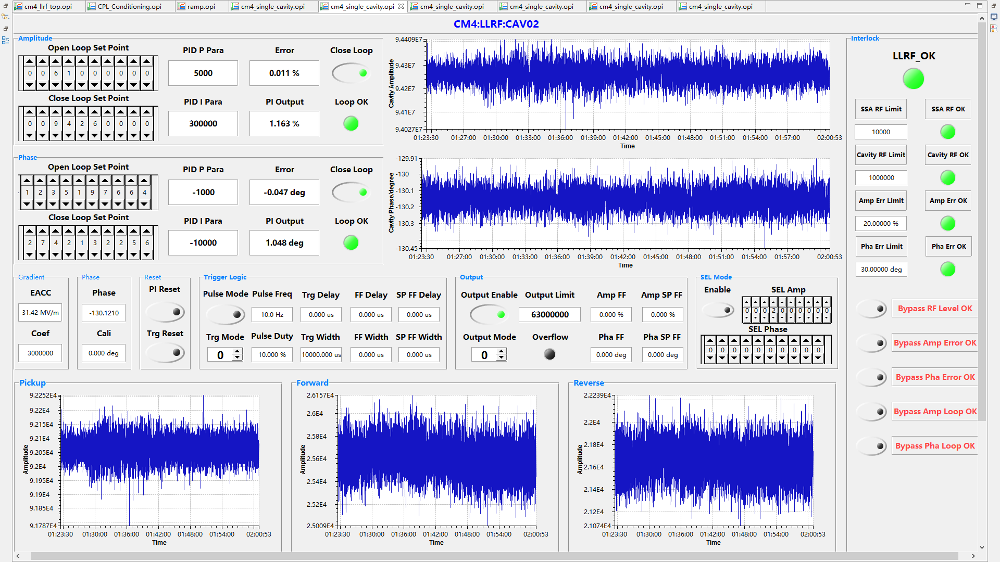 cm4_llrf_top.opi CPL_Conditioning.opi ramp.opi cm4_single_cavity.opi cm4_single_cavity.opi cm4_single_cavity.opi cm4_single_cavity.opi cm4_single_cavity.opi cm4_single_cavity.opi
CM4:LLRF:CAV02
Amplitude
Open Loop Set Point PID P Para Error Close Loop
0 0 6 1 0 0 0 0 0 0 5000 0.011 %
Close Loop Set Point PID I Para PI Output Loop OK
0 0 9 4 2 6 0 0 0 0 300000 1.163 %
Cavity Amplitude
9.4409E7
9.43E7
9.42E7
9.41E7
9.4027E7
01:23:30 01:27:00 01:30:00 01:33:00 01:36:00 01:39:00 01:42:00 01:45:00 01:48:00 01:51:00 01:54:00 01:57:00 02:00:53
Time
Phase
Open Loop Set Point PID P Para Error Close Loop
-1 2 3 5 1 9 7 6 6 4 -1000 -0.047 deg
Close Loop Set Point PID I Para PI Output Loop OK
2 7 4 2 1 3 2 2 5 6 -10000 1.048 deg
Cavity Phase/degree
-129.91
-130
-130.1
-130.2
-130.3
-130.45
01:23:30 01:27:00 01:30:00 01:33:00 01:36:00 01:39:00 01:42:00 01:45:00 01:48:00 01:51:00 01:54:00 01:57:00 02:00:53
Time
Interlock
LLRF_OK
SSA RF Limit SSA RF OK
10000
Cavity RF Limit Cavity RF OK
1000000
Amp Err Limit Amp Err OK
20.00000 %
Pha Err Limit Pha Err OK
30.00000 deg
Bypass RF Level OK
Bypass Amp Error OK
Bypass Pha Error OK
Bypass Amp Loop OK
Bypass Pha Loop OK
Gradient
EACC
31.42 MV/m
Coef
3000000
Phase
Phase
-130.1210
Cali
0.000 deg
Reset
PI Reset
Trg Reset
Trigger Logic
Pulse Mode Pulse Freq Trg Delay FF Delay SP FF Delay
10.0 Hz 0.000 us 0.000 us 0.000 us
Trg Mode Pulse Duty Trg Width FF Width SP FF Width
0 10.000 % 10000.000 us 0.000 us 0.000 us
Output
Output Enable Output Limit Amp FF Amp SP FF
63000000 0.000 % 0.000 %
Output Mode Overflow Pha FF Pha SP FF
0 0.000 deg 0.000 deg
SEL Mode
Enable SEL Amp
0 0 0 2 0 0 0 0 0 0
SEL Phase
0 0 0 0 0 0 0 0 0 0
Pickup
Amplitude
9.2252E4
9.22E4
9.215E4
9.21E4
9.205E4
9.2E4
9.195E4
9.19E4
9.185E4
9.1787E4
01:23:30 01:30:00 01:36:00 01:42:00 01:48:00 01:54:00 02:00:53
Time
Forward
Amplitude
2.6157E4
2.6E4
2.58E4
2.56E4
2.54E4
2.52E4
2.5009E4
01:23:30 01:30:00 01:36:00 01:42:00 01:48:00 01:54:00 02:00:53
Time
Reverse
Amplitude
2.2239E4
2.2E4
2.18E4
2.16E4
2.14E4
2.12E4
2.1074E4
01:23:30 01:30:00 01:36:00 01:42:00 01:48:00 01:54:00 02:00:53
Time